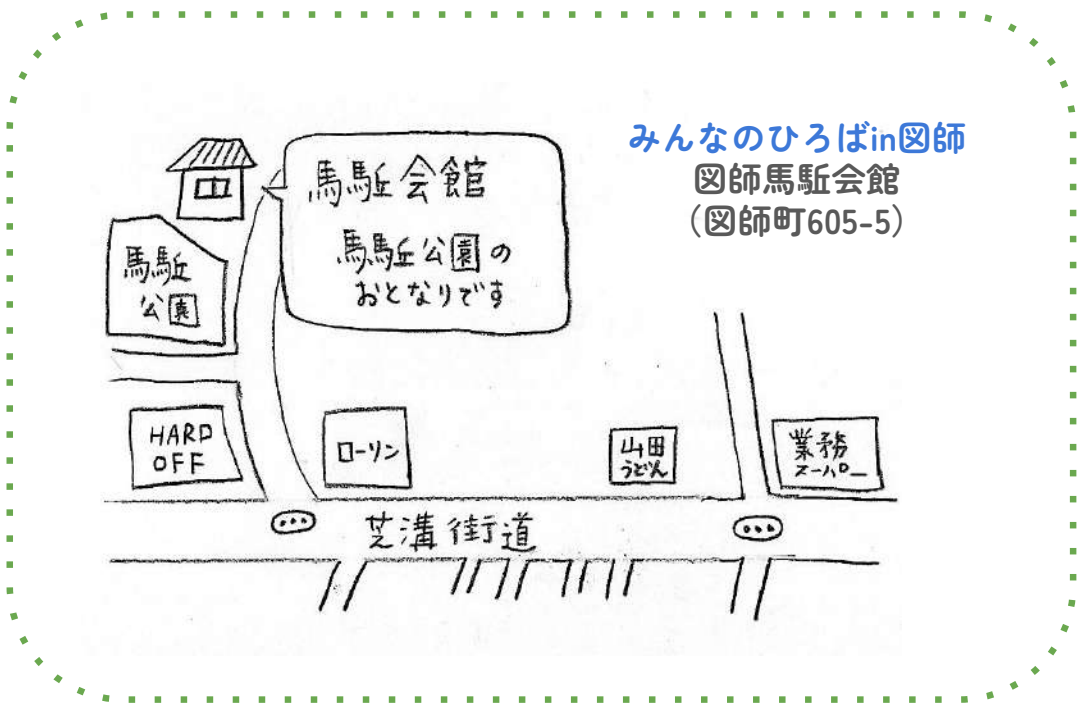 みんなのひろばin図師
図師馬駈会館
（図師町605-5）
馬駈会館
馬駈公園の
おとなりです
馬駈
公園
HARD
OFF
ローソン
山田
うどん
業務
スーパー
芝溝街道